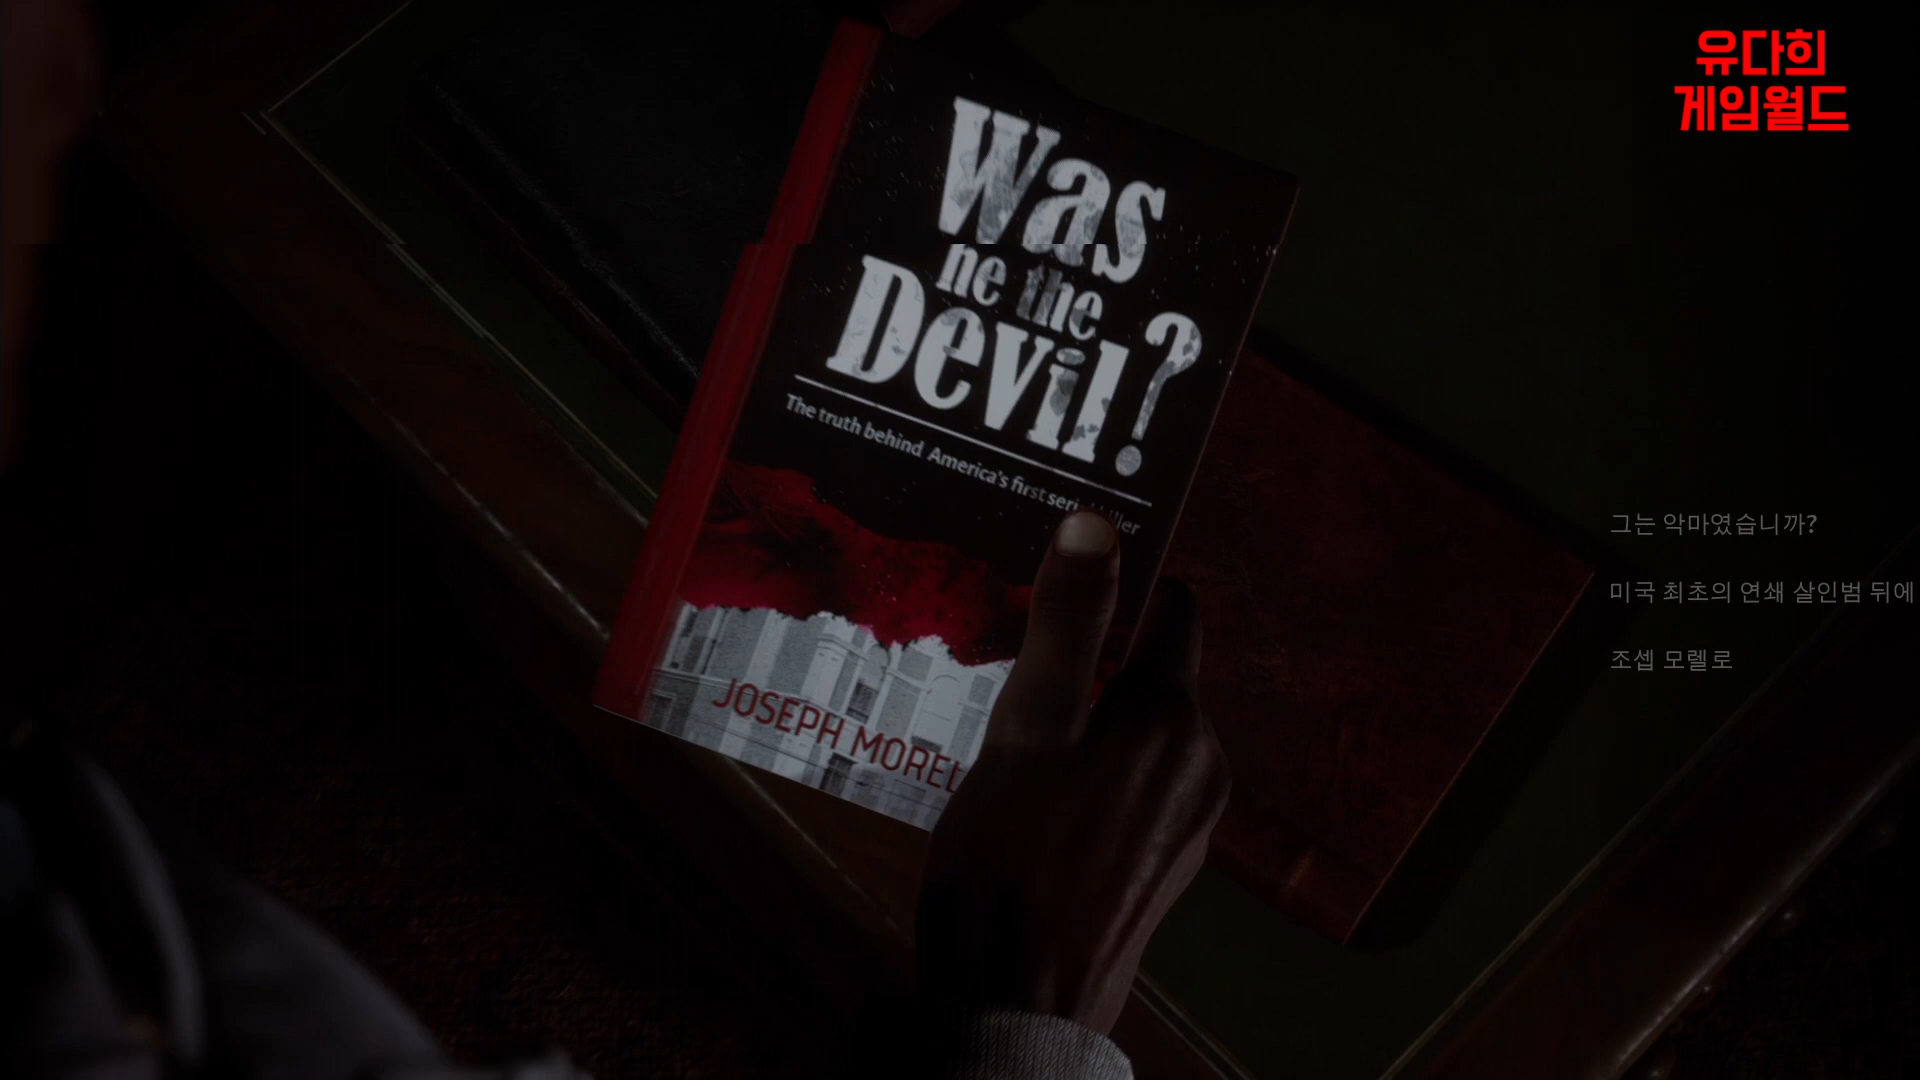 유다희
게임월드
Was
he the
Devil?
The truth behind America's first
JOSEPH
그는 악마였습니까?
미국 최초의 연쇄 살인범 뒤에
조셉 모렐로